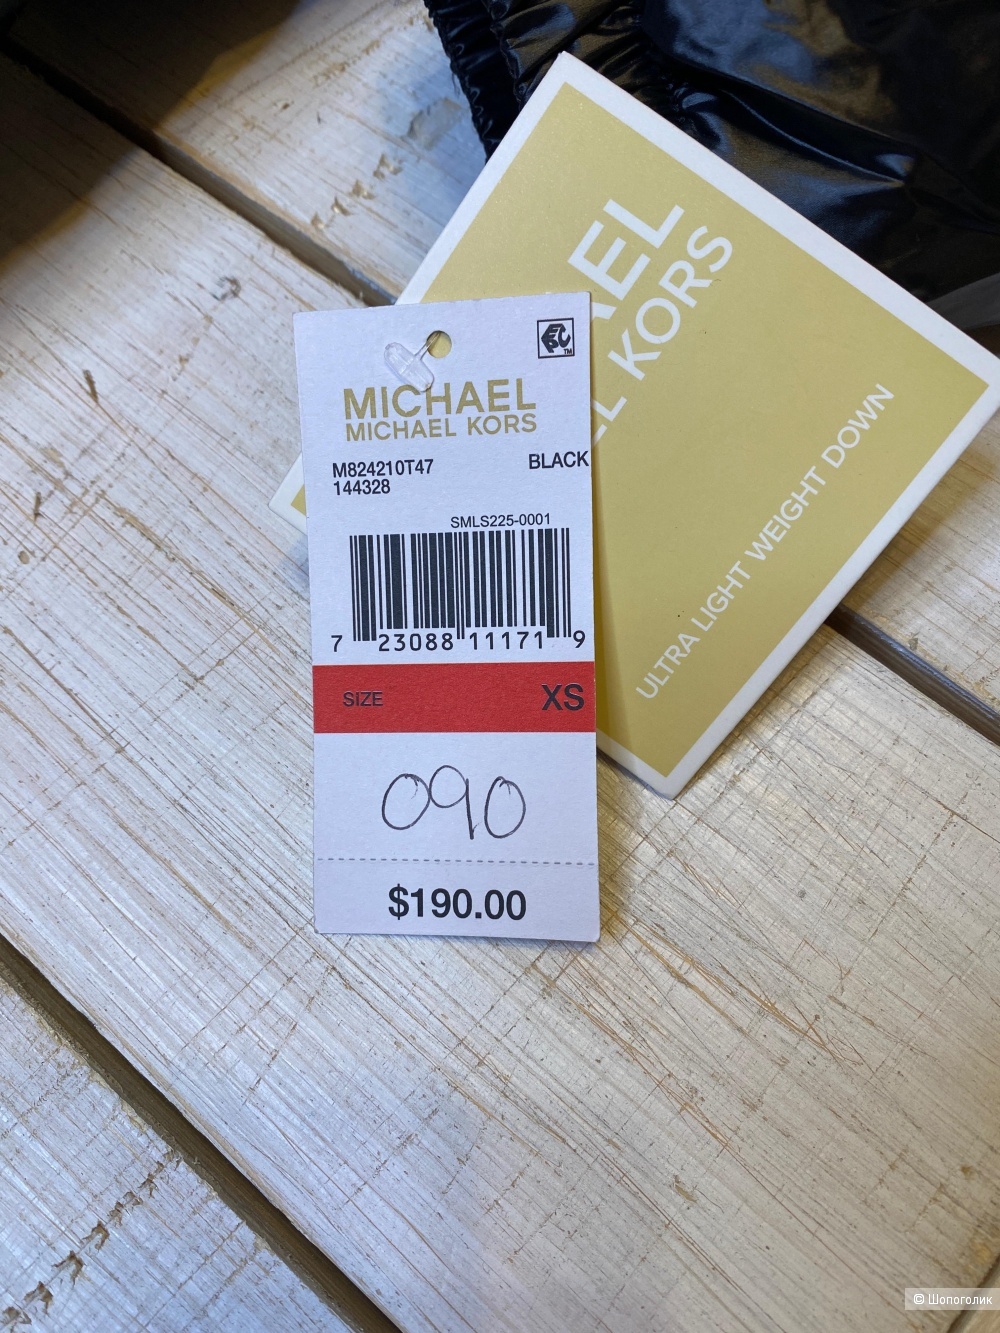 MICHAEL
MICHAEL KORS
M824210T47
BLACK
144328
SMLS225-0001
7 23088 11171 9
SIZE XS
090
$190.00
KORS
ULTRA LIGHT WEIGHT DOWN
© Шопоголик